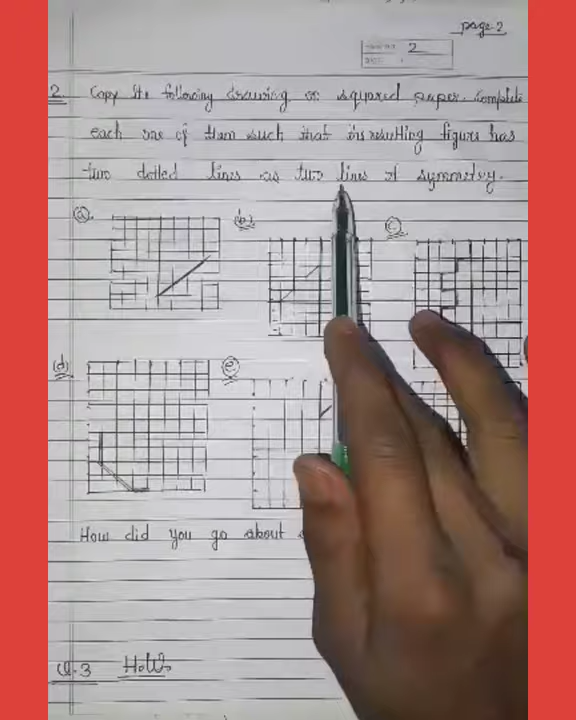 page-2
2
2 Copy the following drawing on squared paper. Complete
each one of them such that the resulting figure has
two dotted lines as two lines of symmetry.
(a) (b) (c)
(d) (e)
How did you go about
Q.3 H.W.